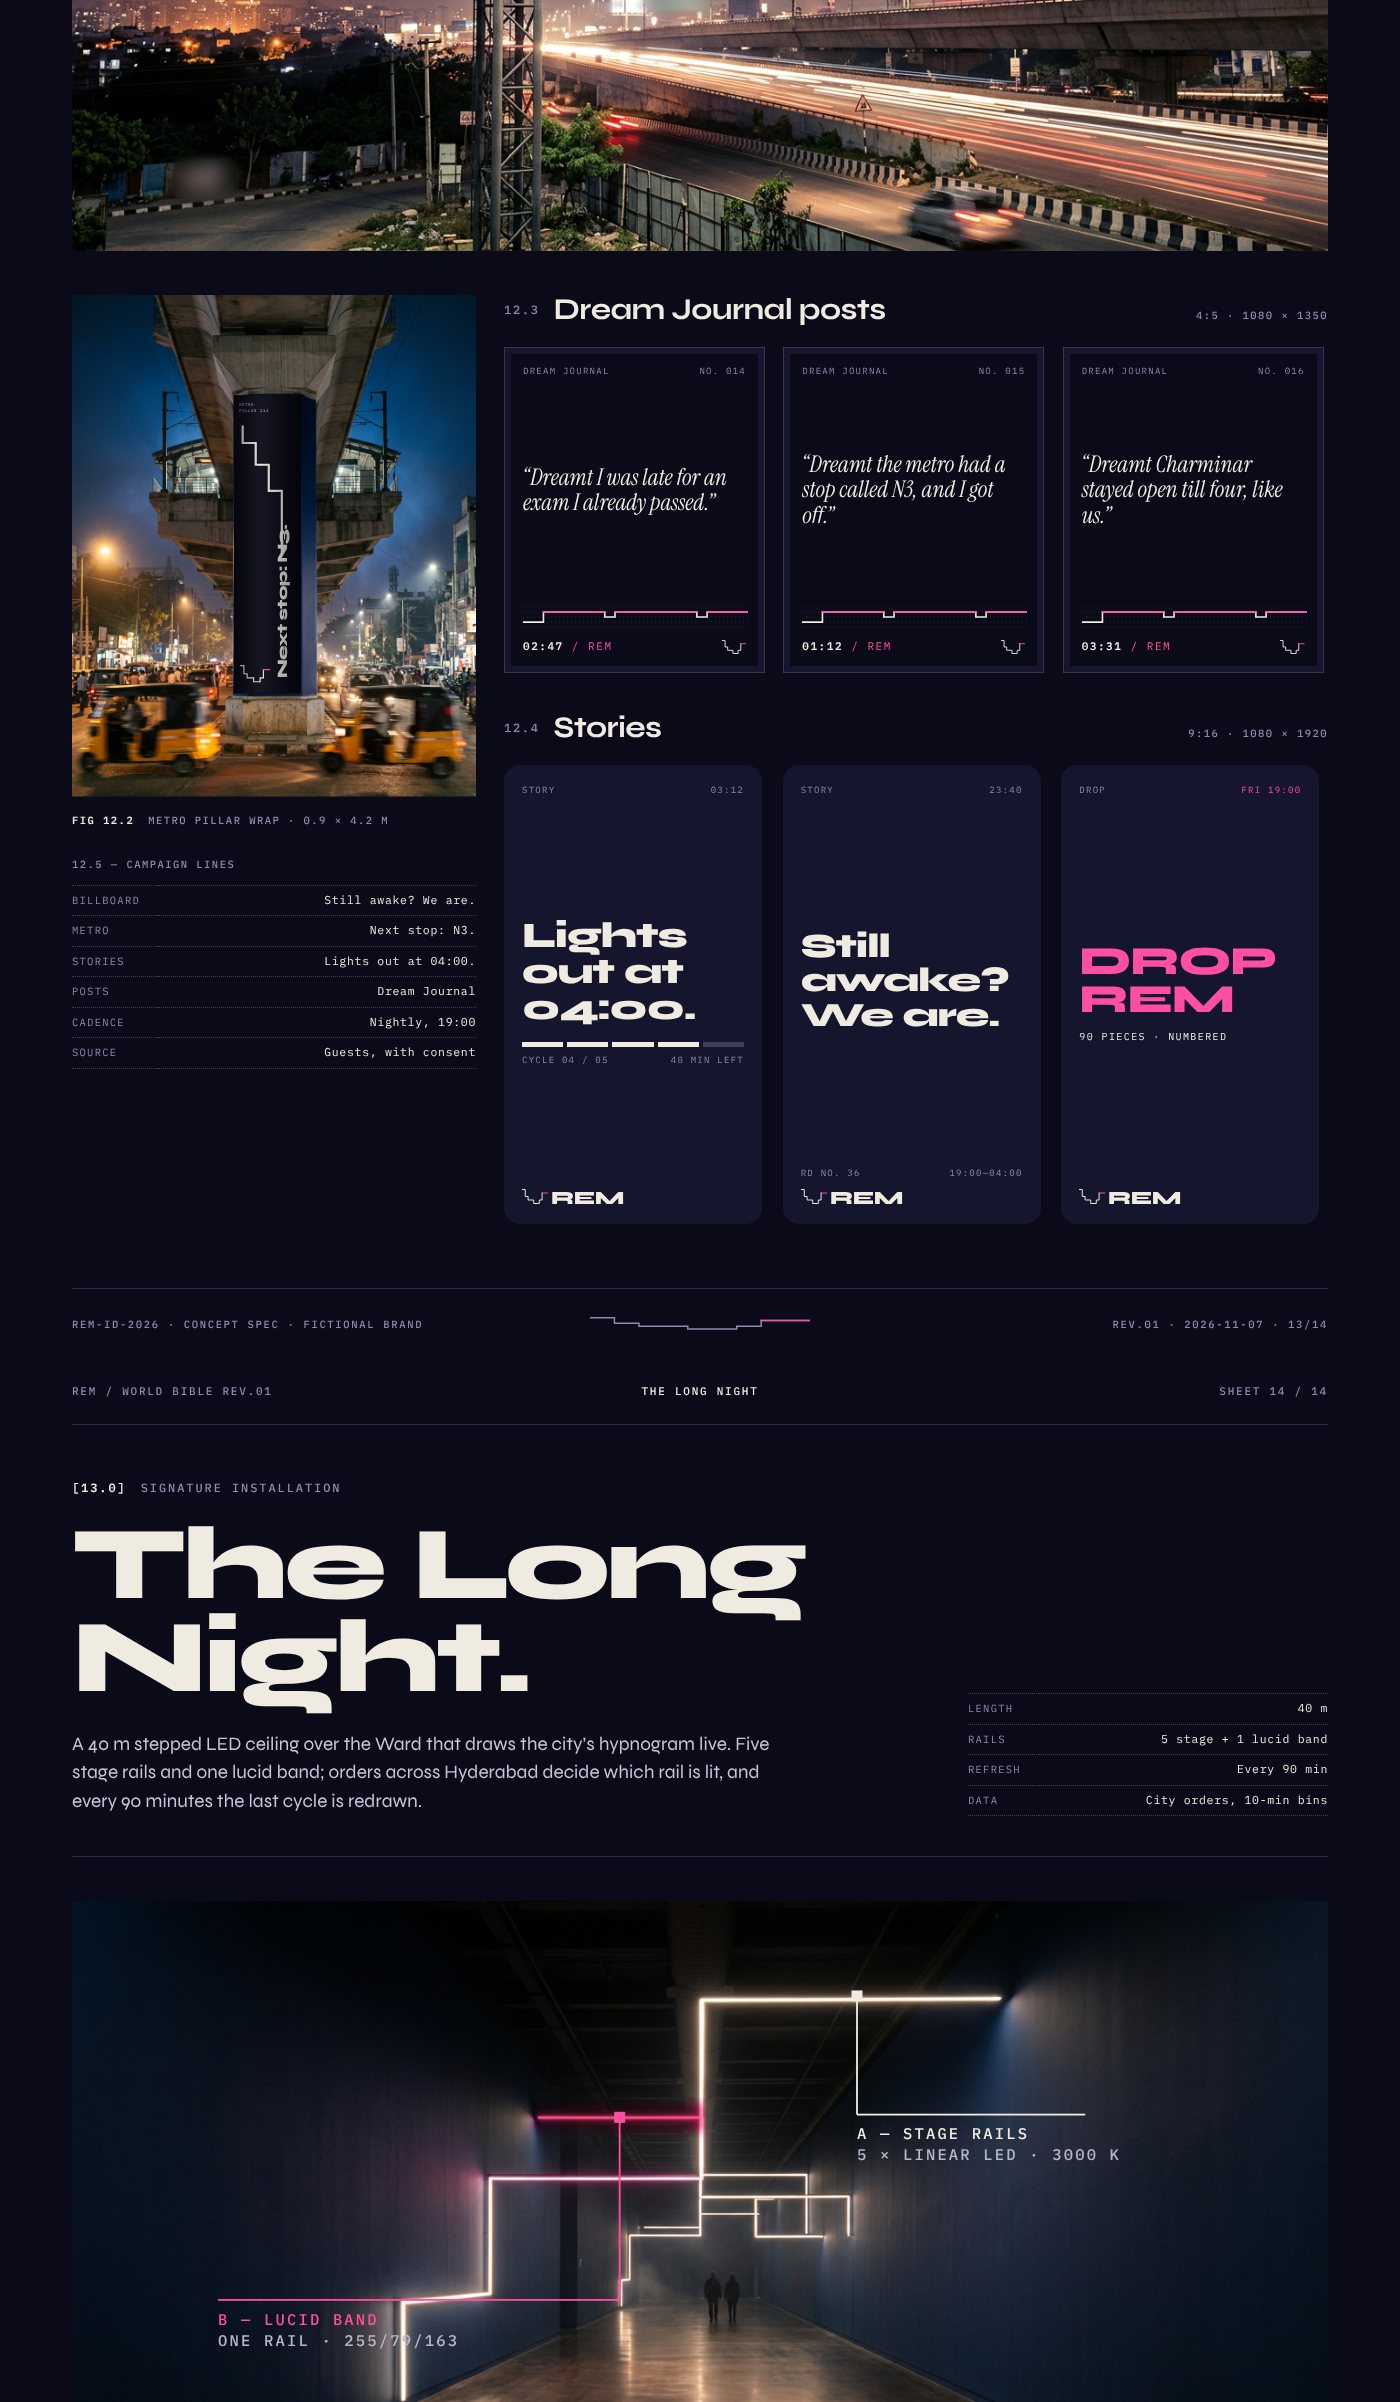 METRO
PILLAR 214
Next stop: N3.
FIG 12.2 METRO PILLAR WRAP · 0.9 × 4.2 M
12.5 — CAMPAIGN LINES
BILLBOARD Still awake? We are.
METRO Next stop: N3.
STORIES Lights out at 04:00.
POSTS Dream Journal
CADENCE Nightly, 19:00
SOURCE Guests, with consent
12.3 Dream Journal posts 4:5 · 1080 × 1350
DREAM JOURNAL NO. 014
“Dreamt I was late for an
exam I already passed.”
02:47 / REM
DREAM JOURNAL NO. 015
“Dreamt the metro had a
stop called N3, and I got
off.”
01:12 / REM
DREAM JOURNAL NO. 016
“Dreamt Charminar
stayed open till four, like
us.”
03:31 / REM
12.4 Stories 9:16 · 1080 × 1920
STORY 03:12
Lights
out at
04:00.
CYCLE 04 / 05 48 MIN LEFT
REM
STORY 23:40
Still
awake?
We are.
RD NO. 36 19:00—04:00
REM
DROP FRI 19:00
DROP
REM
90 PIECES · NUMBERED
REM
REM-ID-2026 · CONCEPT SPEC · FICTIONAL BRAND REV.01 · 2026-11-07 · 13/14
REM / WORLD BIBLE REV.01 THE LONG NIGHT SHEET 14 / 14
[13.0] SIGNATURE INSTALLATION
The Long
Night.
A 40 m stepped LED ceiling over the Ward that draws the city’s hypnogram live. Five
stage rails and one lucid band; orders across Hyderabad decide which rail is lit, and
every 90 minutes the last cycle is redrawn.
LENGTH 40 m
RAILS 5 stage + 1 lucid band
REFRESH Every 90 min
DATA City orders, 10-min bins
A — STAGE RAILS
5 × LINEAR LED · 3000 K
B — LUCID BAND
ONE RAIL · 255/79/163